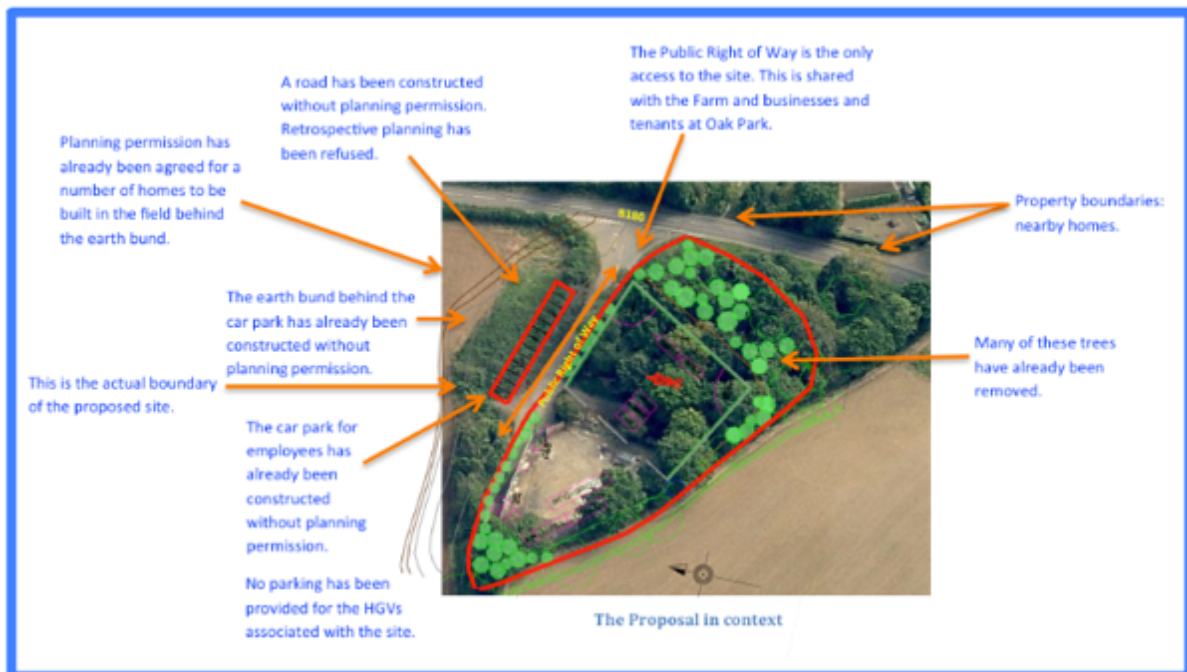 The Public Right of Way is the only
access to the site. This is shared
with the Farm and businesses and
tenants at Oak Park.
A road has been constructed
without planning permission.
Retrospective planning has
been refused.
Planning permission has
already been agreed for a
number of homes to be
built in the field behind
the earth bund.
Property boundaries:
nearby homes.
The earth bund behind the
car park has already been
constructed without
planning permission.
Public Right of Way
Many of these trees
have already been
removed.
This is the actual boundary
of the proposed site.
The car park for
employees has
already been
constructed
without planning
permission.
No parking has been
provided for the HGVs
associated with the site.
The Proposal in context